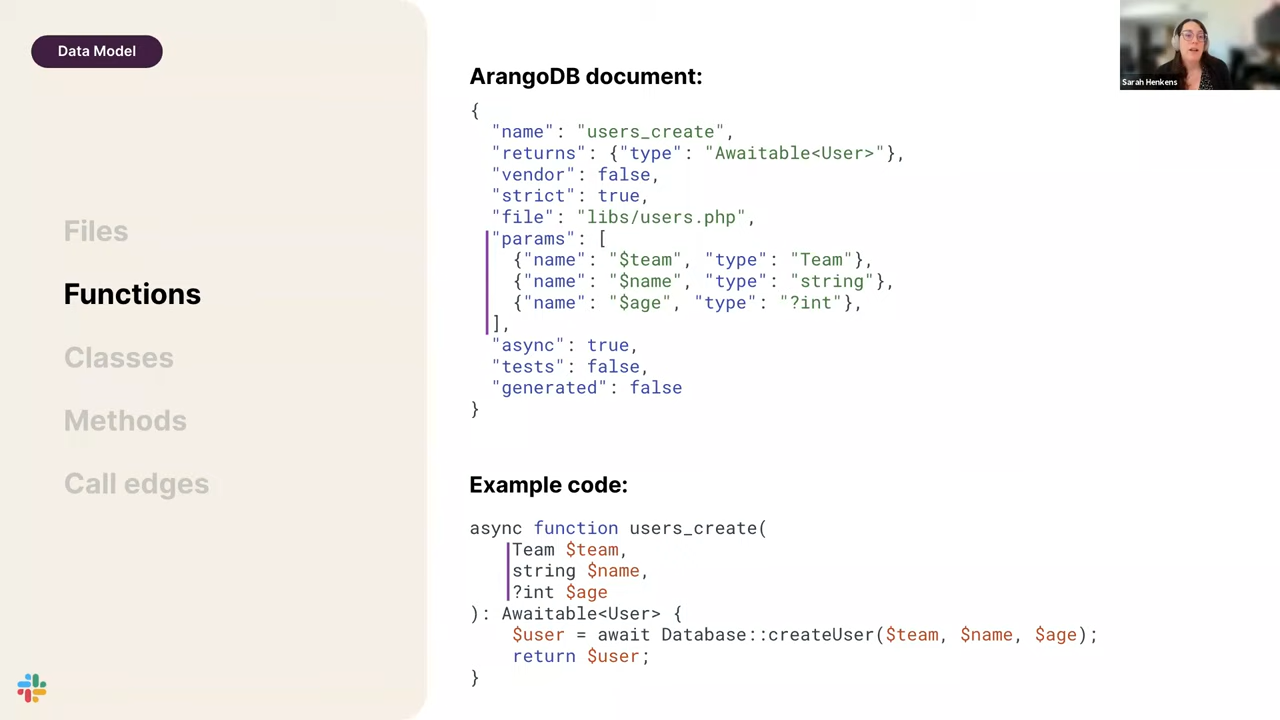 Data Model
Files
Functions
Classes
Methods
Call edges
ArangoDB document:
{
  "name": "users_create",
  "returns": {"type": "Awaitable<User>"},
  "vendor": false,
  "strict": true,
  "file": "libs/users.php",
  "params": [
    {"name": "$team", "type": "Team"},
    {"name": "$name", "type": "string"},
    {"name": "$age", "type": "?int"},
  ],
  "async": true,
  "tests": false,
  "generated": false
}
Example code:
async function users_create(
    Team $team,
    string $name,
    ?int $age
): Awaitable<User> {
    $user = await Database::createUser($team, $name, $age);
    return $user;
}
Sarah Henkens